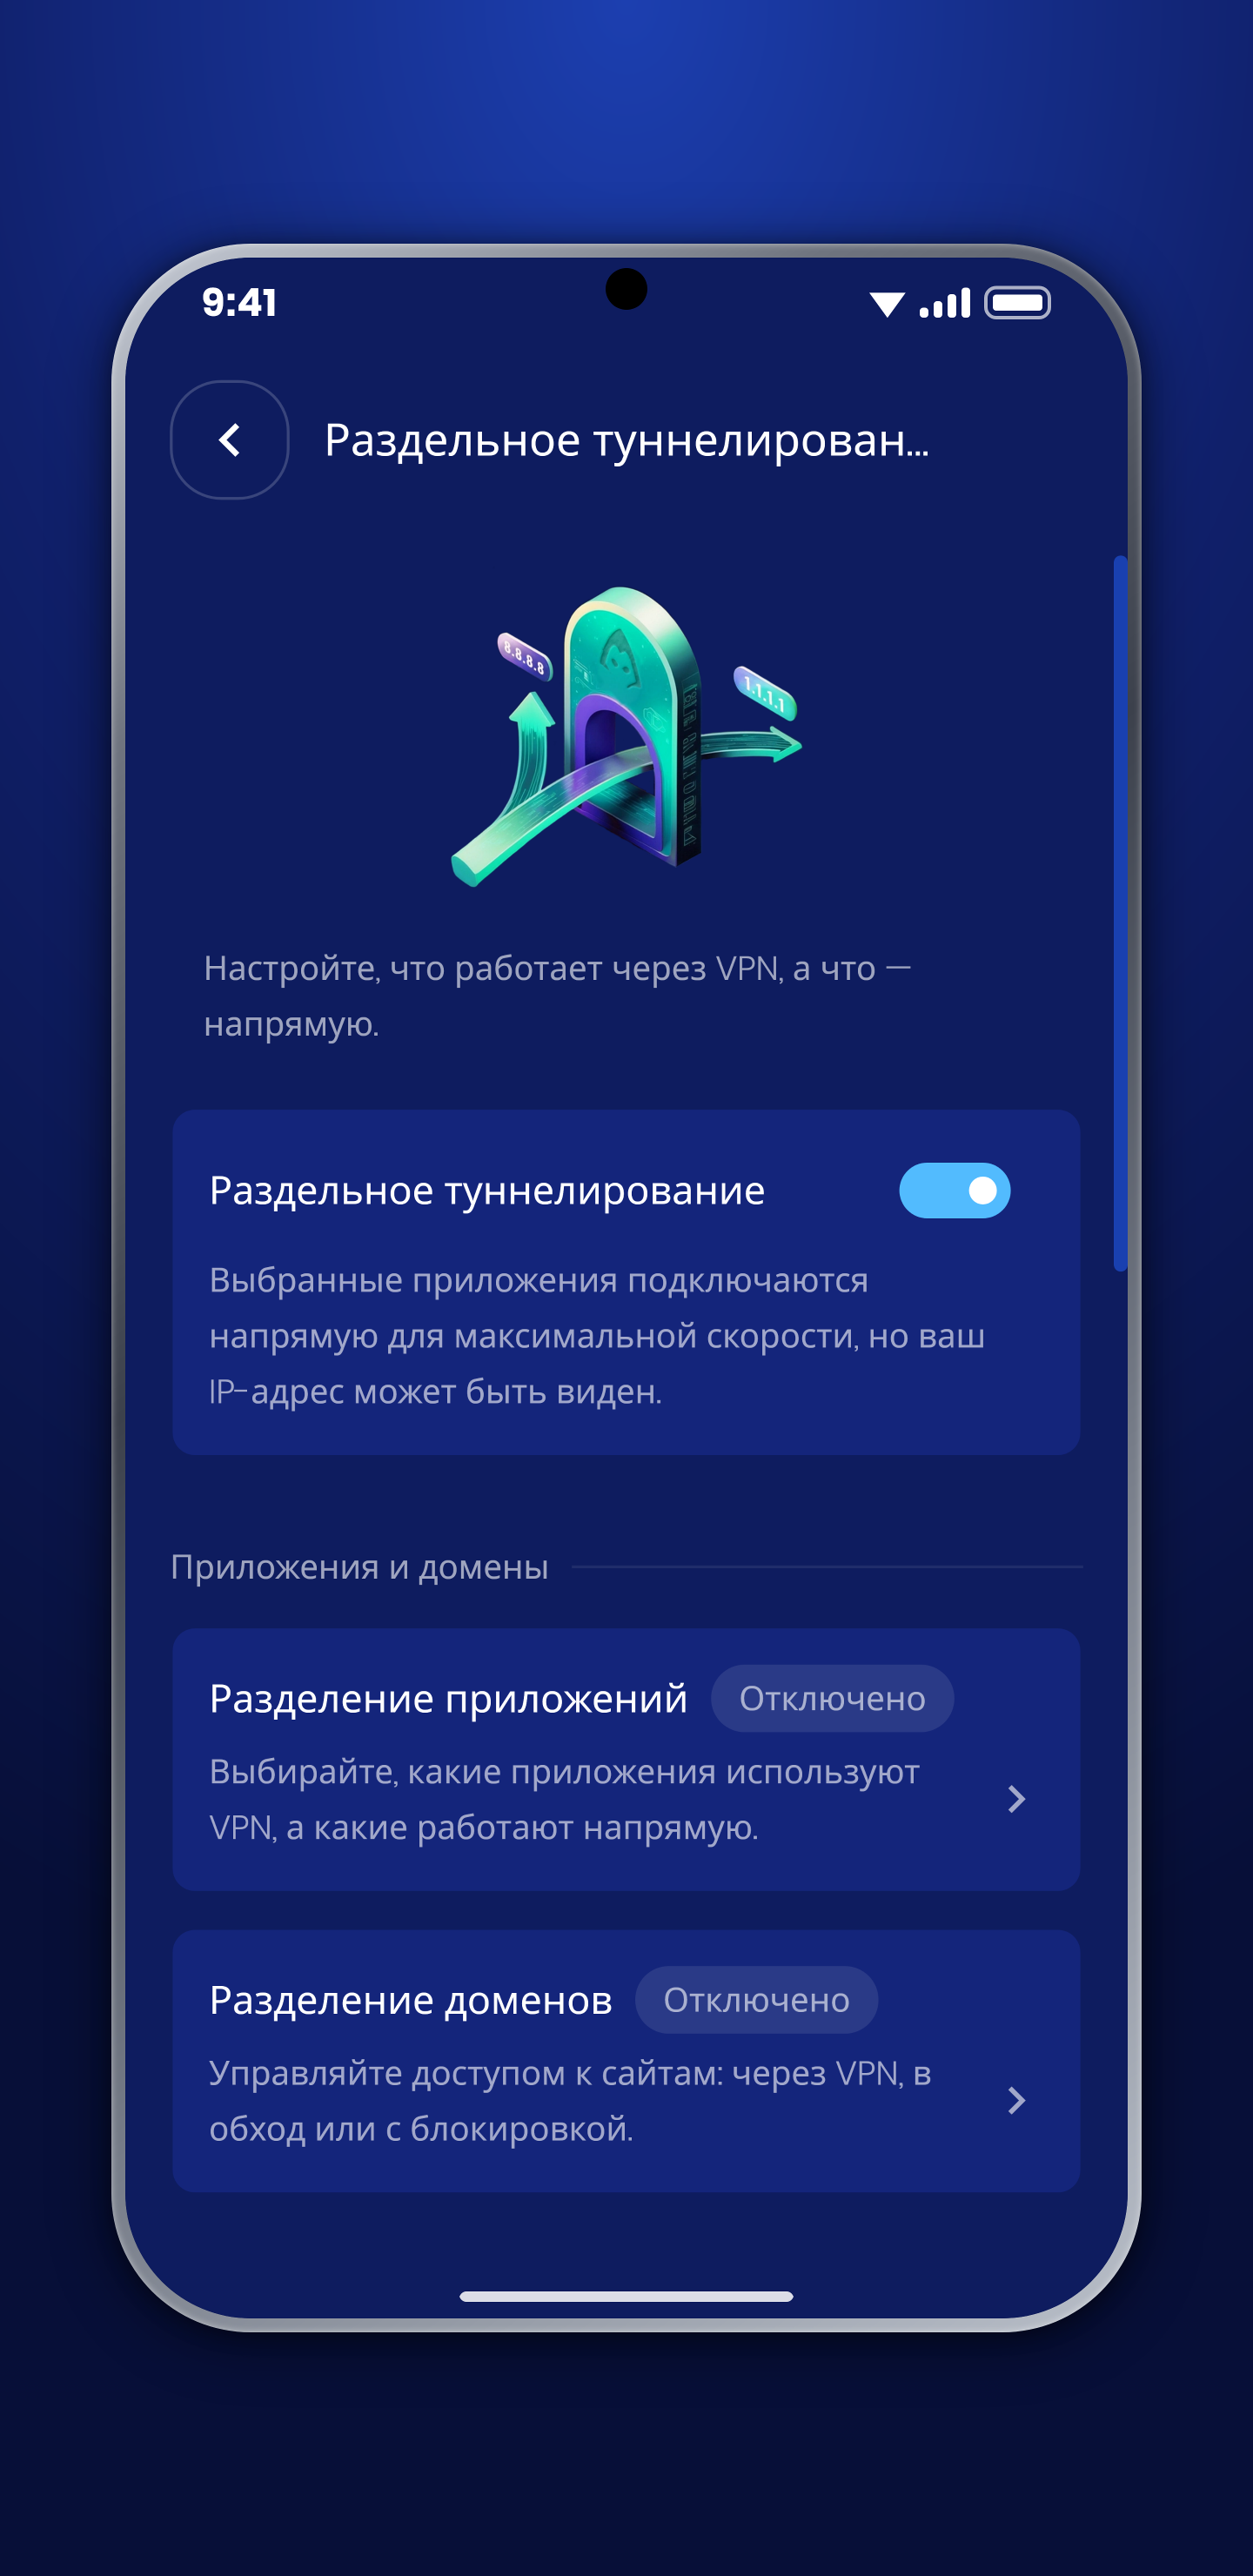 9:41
Раздельное туннелирован...
8.8.8.8
1.1.1.1
Настройте, что работает через VPN, а что —
напрямую.
Раздельное туннелирование
Выбранные приложения подключаются
напрямую для максимальной скорости, но ваш
IP-адрес может быть виден.
Приложения и домены
Разделение приложений Отключено
Выбирайте, какие приложения используют
VPN, а какие работают напрямую.
Разделение доменов Отключено
Управляйте доступом к сайтам: через VPN, в
обход или с блокировкой.